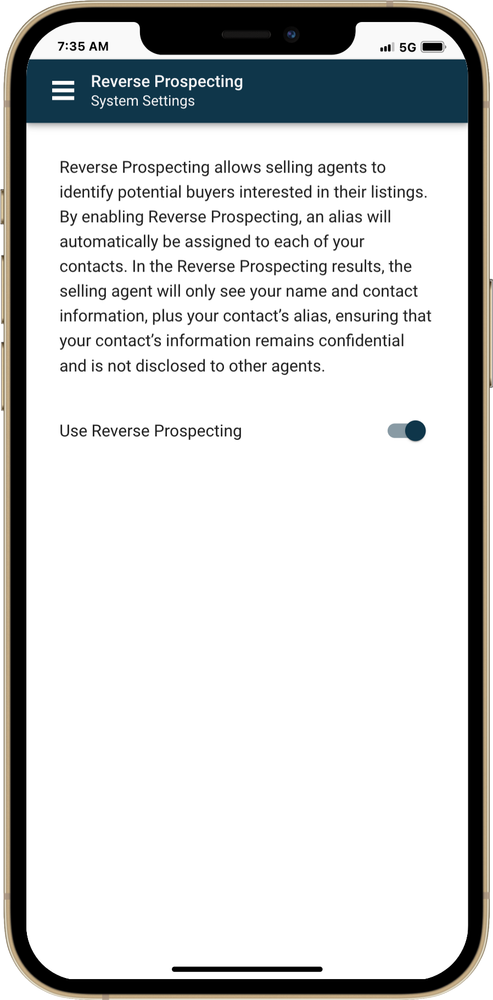 7:35 AM
5G
Reverse Prospecting
System Settings
Reverse Prospecting allows selling agents to
identify potential buyers interested in their listings.
By enabling Reverse Prospecting, an alias will
automatically be assigned to each of your
contacts. In the Reverse Prospecting results, the
selling agent will only see your name and contact
information, plus your contact’s alias, ensuring that
your contact’s information remains confidential
and is not disclosed to other agents.
Use Reverse Prospecting